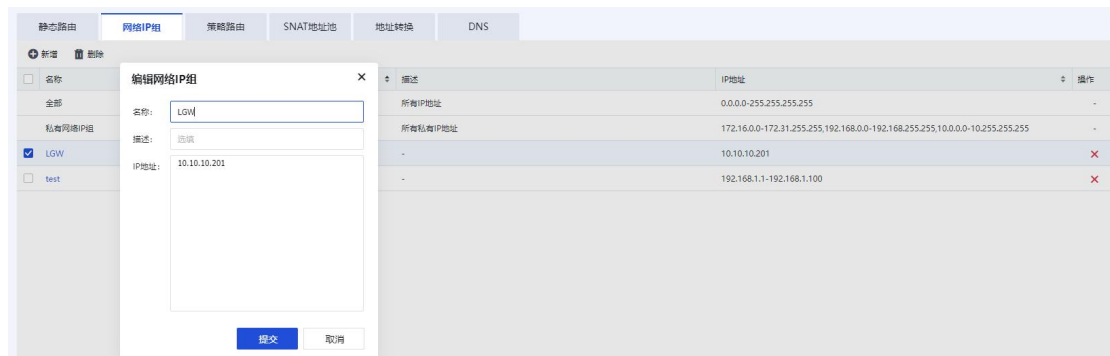 静态路由 网络IP组 策略路由 SNAT地址池 地址转换 DNS
新增 删除
名称 描述 IP地址 操作
全部 所有IP地址 0.0.0.0-255.255.255.255 -
私有网络IP组 所有私有IP地址 172.16.0.0-172.31.255.255,192.168.0.0-192.168.255.255,10.0.0.0-10.255.255.255 -
LGW - 10.10.10.201
test - 192.168.1.1-192.168.1.100
编辑网络IP组
名称: LGW
描述: 选填
IP地址: 10.10.10.201
提交 取消